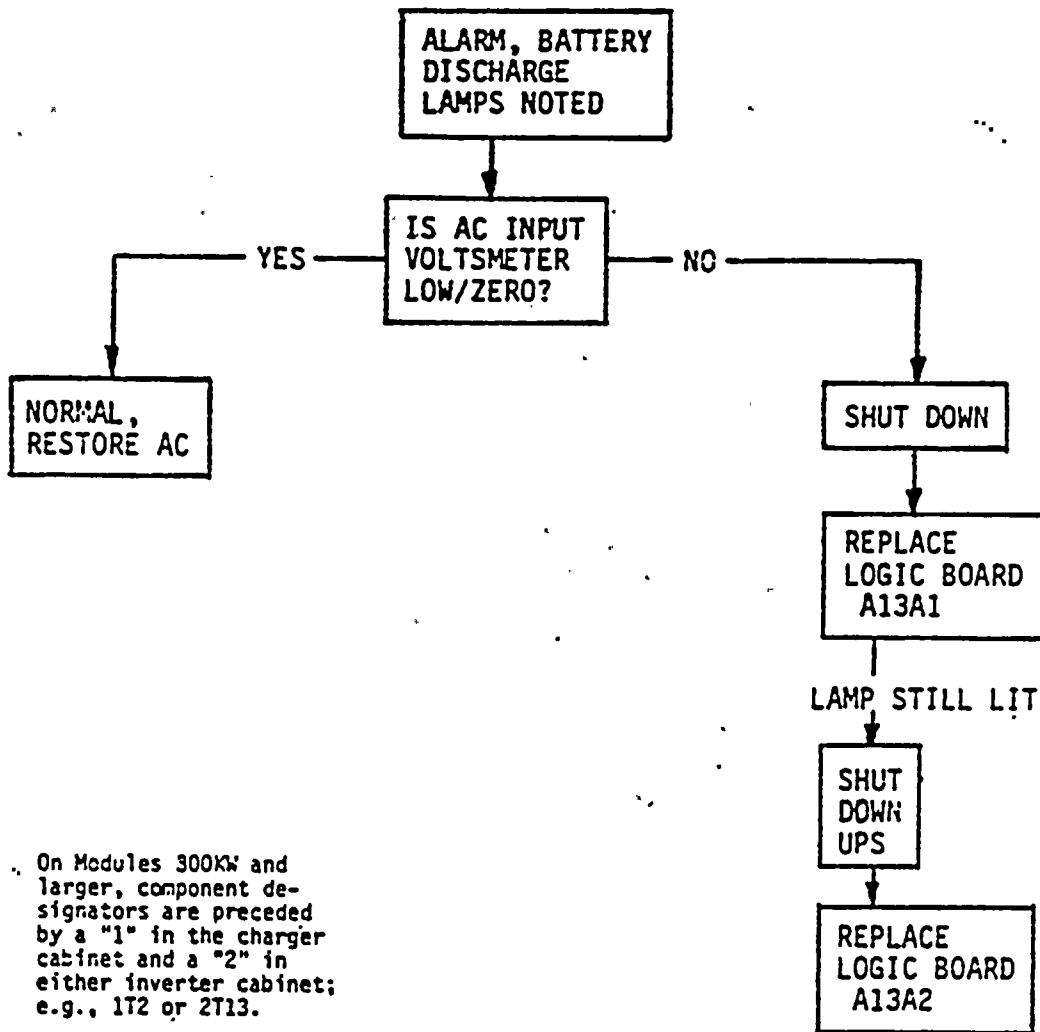 ALARM, BATTERY
DISCHARGE
LAMPS NOTED
IS AC INPUT
VOLTSMETER
LOW/ZERO?
YES
NO
NORMAL,
RESTORE AC
SHUT DOWN
REPLACE
LOGIC BOARD
A13A1
LAMP STILL LIT
SHUT
DOWN
UPS
REPLACE
LOGIC BOARD
A13A2
On Modules 300KW and
larger, component de-
signators are preceded
by a "1" in the charger
cabinet and a "2" in
either inverter cabinet;
e.g., 1T2 or 2T13.